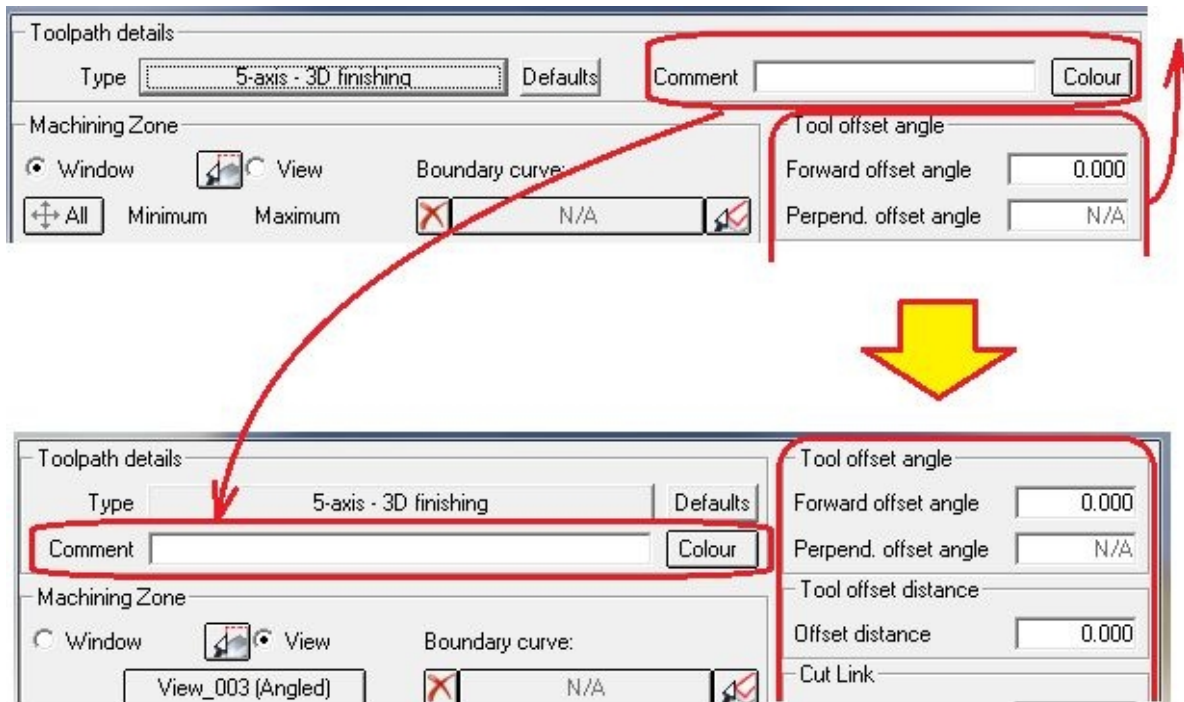 Toolpath details
Type 5-axis - 3D finishing Defaults Comment Colour
Machining Zone Tool offset angle
Window View Boundary curve: Forward offset angle 0.000
All Minimum Maximum N/A Perpend. offset angle N/A
Toolpath details Tool offset angle
Type 5-axis - 3D finishing Defaults Forward offset angle 0.000
Comment Colour Perpend. offset angle N/A
Machining Zone Tool offset distance
Window View Boundary curve: Offset distance 0.000
View_003 (Angled) N/A Cut Link